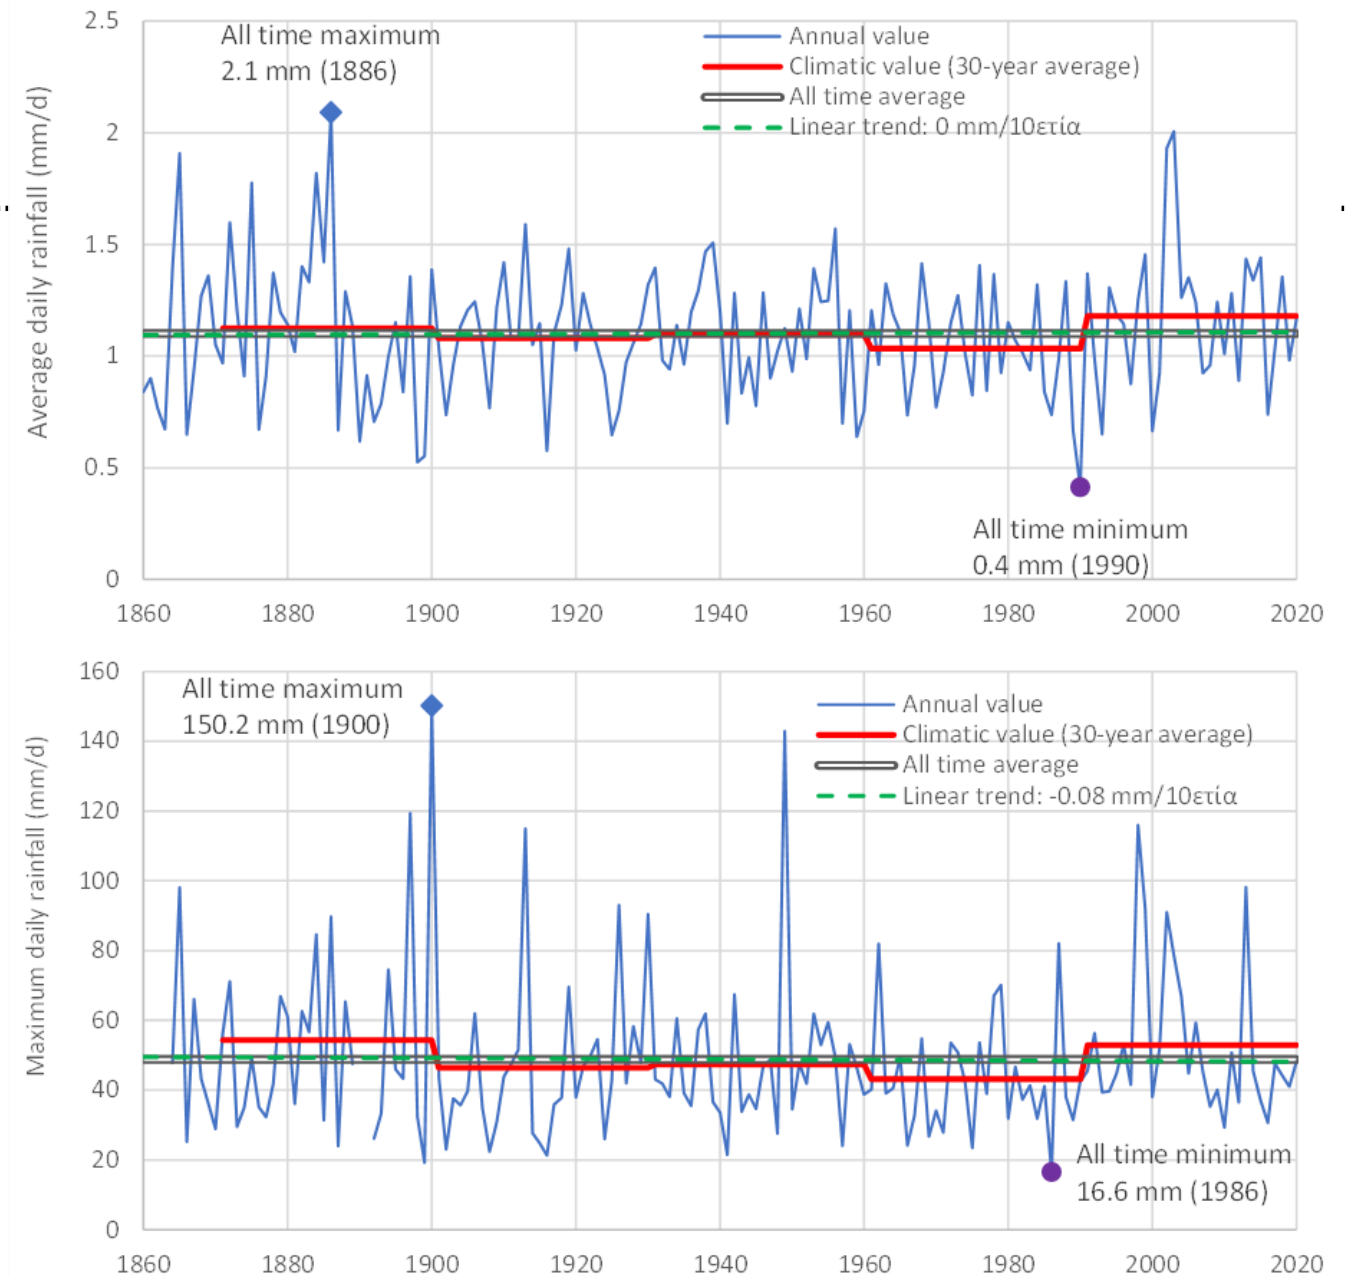 2.5
All time maximum
2.1 mm (1886)
Annual value
Climatic value (30-year average)
All time average
Linear trend: 0 mm/10ετία
2
1.5
1
0.5
0
Average daily rainfall (mm/d)
All time minimum
0.4 mm (1990)
1860 1880 1900 1920 1940 1960 1980 2000 2020
160
All time maximum
150.2 mm (1900)
Annual value
Climatic value (30-year average)
All time average
Linear trend: -0.08 mm/10ετία
140
120
100
80
60
40
20
0
Maximum daily rainfall (mm/d)
All time minimum
16.6 mm (1986)
1860 1880 1900 1920 1940 1960 1980 2000 2020